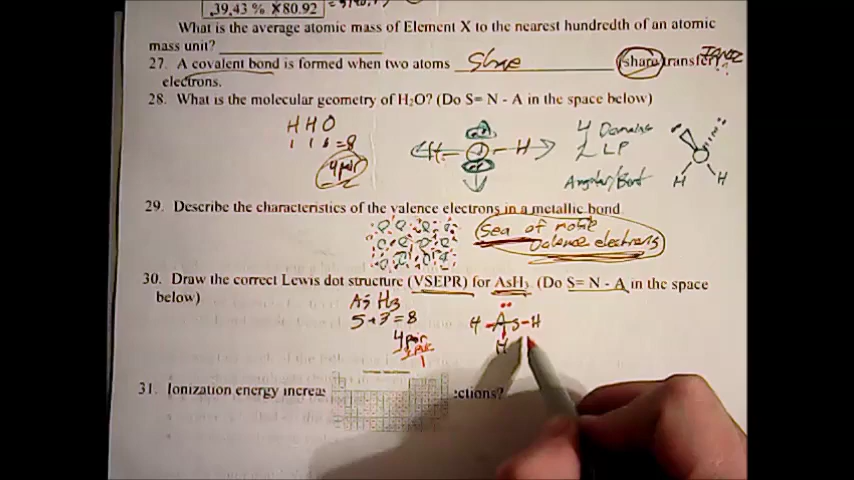 39.43 % X80.92
What is the average atomic mass of Element X to the nearest hundredth of an atomic
mass unit?
27. A covalent bond is formed when two atoms Share (share/transfer)
electrons.
28. What is the molecular geometry of H₂O? (Do S= N - A in the space below)
H H O
1 1 6 = 8
4 pair
H H
4 Domains
2 LP
Angular/Bent
H H
29. Describe the characteristics of the valence electrons in a metallic bond
Sea of mobile
Valence electrons
30. Draw the correct Lewis dot structure (VSEPR) for AsH₃. (Do S= N - A in the space
below)
As H₃
5 + 3 = 8
4 pair
1
H - As - H
H
31. Ionization energy increas
ctions?